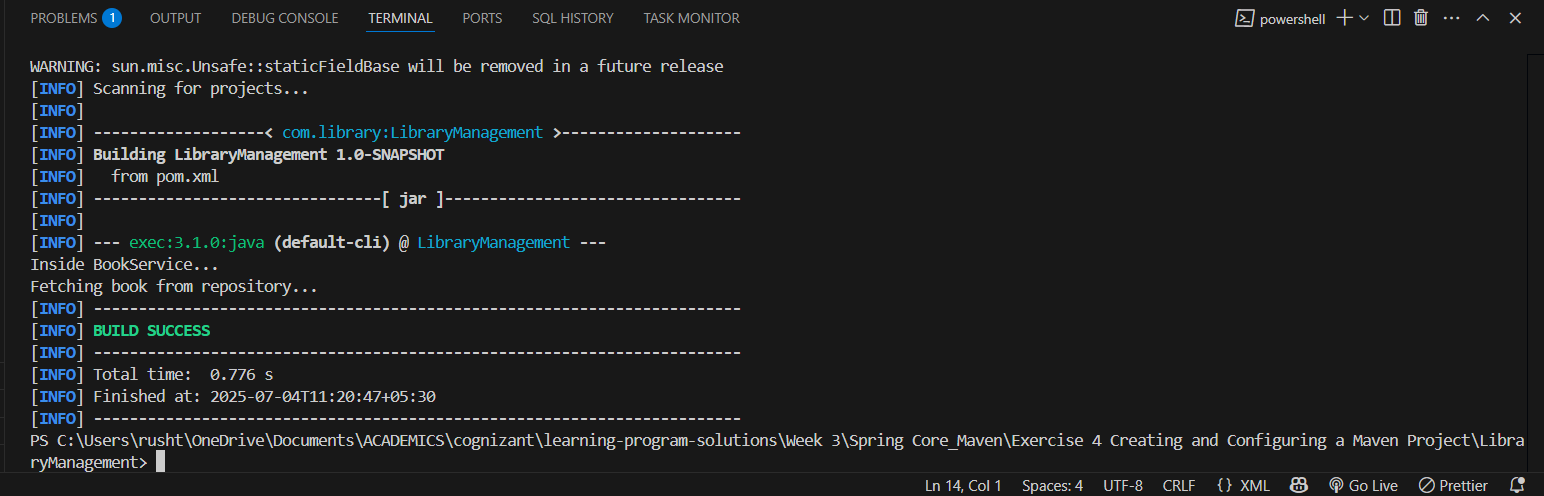 PROBLEMS 1 OUTPUT DEBUG CONSOLE TERMINAL PORTS SQL HISTORY TASK MONITOR powershell
WARNING: sun.misc.Unsafe::staticFieldBase will be removed in a future release
[INFO] Scanning for projects...
[INFO]
[INFO] -------------------< com.library:LibraryManagement >--------------------
[INFO] Building LibraryManagement 1.0-SNAPSHOT
[INFO]   from pom.xml
[INFO] --------------------------------[ jar ]---------------------------------
[INFO]
[INFO] --- exec:3.1.0:java (default-cli) @ LibraryManagement ---
Inside BookService...
Fetching book from repository...
[INFO] ------------------------------------------------------------------------
[INFO] BUILD SUCCESS
[INFO] ------------------------------------------------------------------------
[INFO] Total time:  0.776 s
[INFO] Finished at: 2025-07-04T11:20:47+05:30
[INFO] ------------------------------------------------------------------------
PS C:\Users\rusht\OneDrive\Documents\ACADEMICS\cognizant\learning-program-solutions\Week 3\Spring Core_Maven\Exercise 4 Creating and Configuring a Maven Project\Libra
ryManagement>
Ln 14, Col 1 Spaces: 4 UTF-8 CRLF {} XML Go Live Prettier